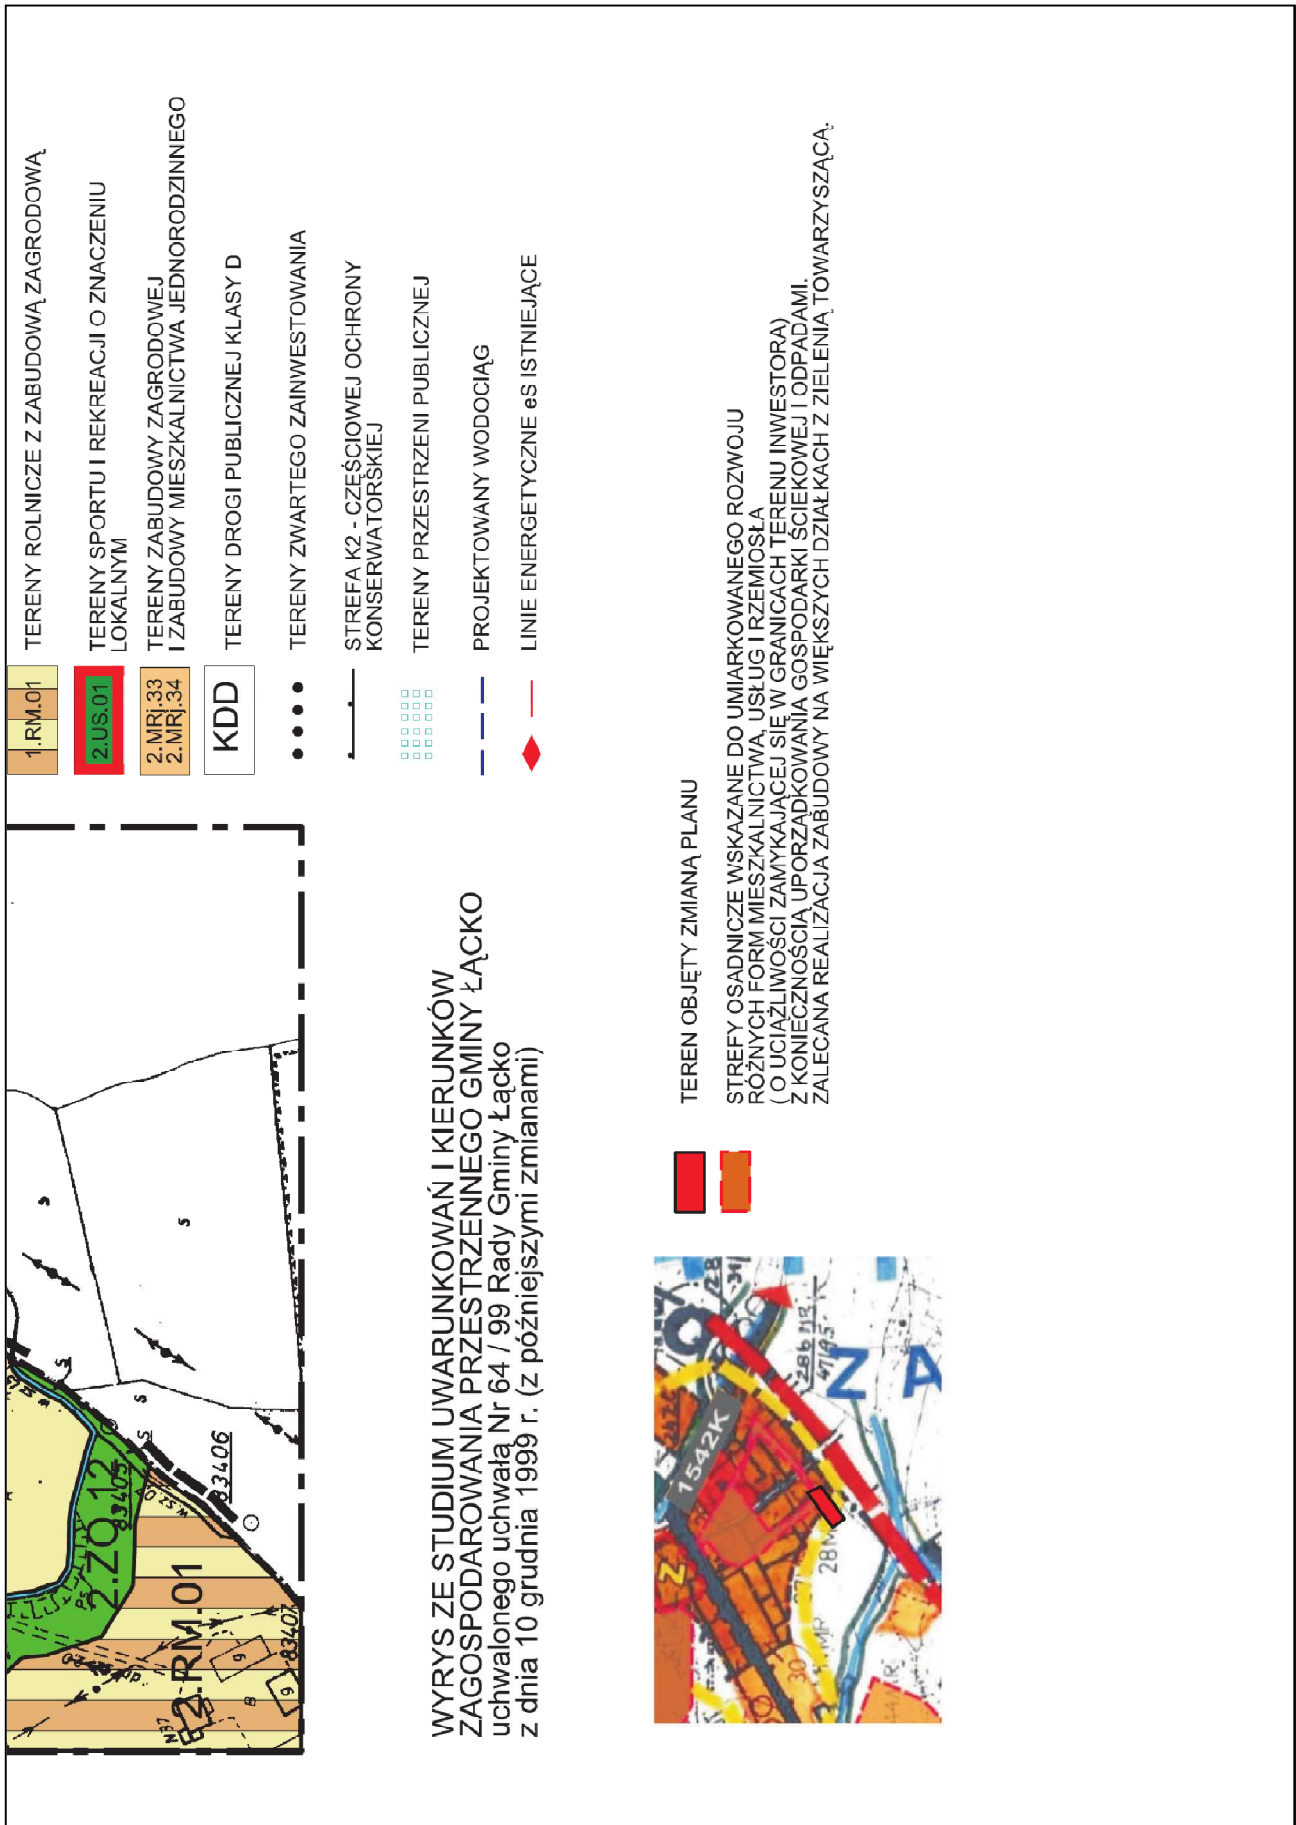 1.RM.01
TERENY ROLNICZE Z ZABUDOWĄ ZAGRODOWĄ
2.US.01
TERENY SPORTU I REKREACJI O ZNACZENIU
LOKALNYM
2.MRj.33
2.MRj.34
TERENY ZABUDOWY ZAGRODOWEJ
I ZABUDOWY MIESZKALNICTWA JEDNORODZINNEGO
KDD
TERENY DROGI PUBLICZNEJ KLASY D
TERENY ZWARTEGO ZAINWESTOWANIA
STREFA K2 - CZĘŚCIOWEJ OCHRONY
KONSERWATORSKIEJ
TERENY PRZESTRZENI PUBLICZNEJ
PROJEKTOWANY WODOCIĄG
LINIE ENERGETYCZNE eS ISTNIEJĄCE
2.ZO.12
83405
83406
2.RM.01
83407
S
S
S
S
S
9
9
B
WYRYS ZE STUDIUM UWARUNKOWAŃ I KIERUNKÓW
ZAGOSPODAROWANIA PRZESTRZENNEGO GMINY ŁĄCKO
uchwalonego uchwałą Nr 64 / 99 Rady Gminy Łącko
z dnia 10 grudnia 1999 r. (z późniejszymi zmianami)
TEREN OBJĘTY ZMIANĄ PLANU
STREFY OSADNICZE WSKAZANE DO UMIARKOWANEGO ROZWOJU
RÓŻNYCH FORM MIESZKALNICTWA, USŁUG I RZEMIOSŁA
( O UCIĄŻLIWOŚCI ZAMYKAJĄCEJ SIĘ W GRANICACH TERENU INWESTORA)
Z KONIECZNOŚCIĄ UPORZĄDKOWANIA GOSPODARKI ŚCIEKOWEJ I ODPADAMI.
ZALECANA REALIZACJA ZABUDOWY NA WIĘKSZYCH DZIAŁKACH Z ZIELENIĄ TOWARZYSZĄCĄ.
1542K
Z
286 MR
Z A
30